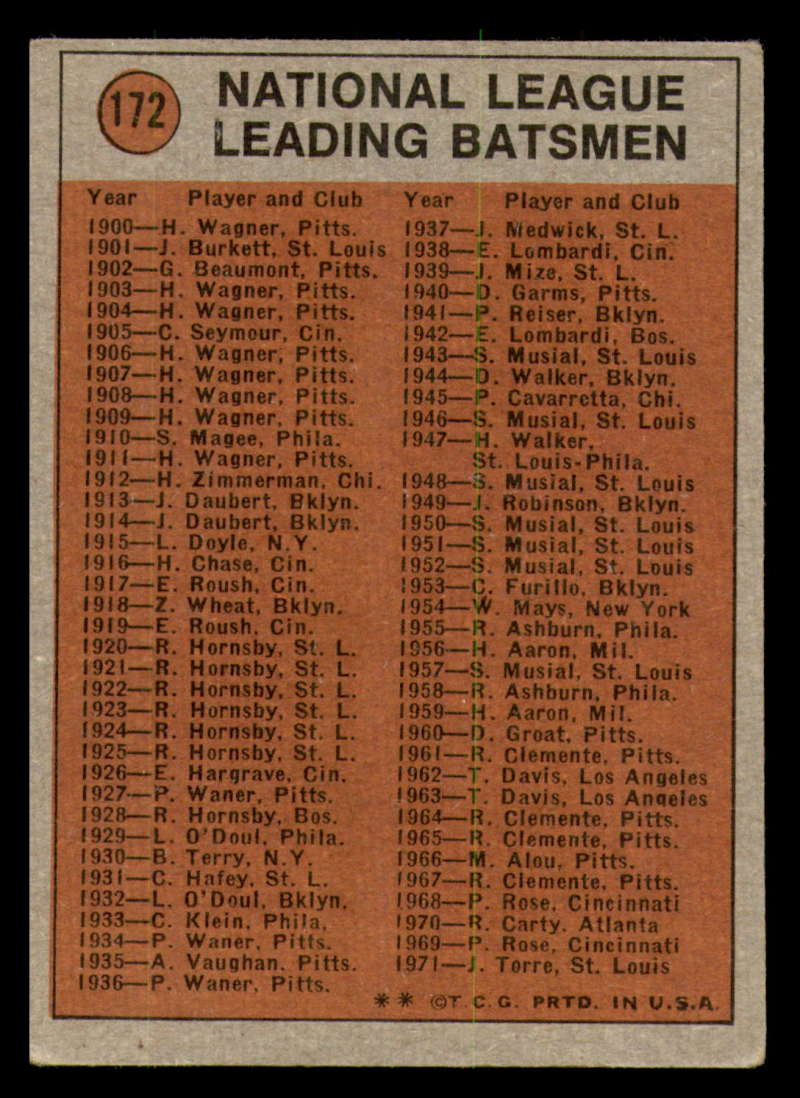 172
NATIONAL LEAGUE
LEADING BATSMEN
Year Player and Club
1900—H. Wagner, Pitts.
1901—J. Burkett, St. Louis
1902—G. Beaumont, Pitts.
1903—H. Wagner, Pitts.
1904—H. Wagner, Pitts.
1905—C. Seymour, Cin.
1906—H. Wagner, Pitts.
1907—H. Wagner, Pitts.
1908—H. Wagner, Pitts.
1909—H. Wagner, Pitts.
1910—S. Magee, Phila.
1911—H. Wagner, Pitts.
1912—H. Zimmerman, Chi.
1913—J. Daubert, Bklyn.
1914—J. Daubert, Bklyn.
1915—L. Doyle, N.Y.
1916—H. Chase, Cin.
1917—E. Roush, Cin.
1918—Z. Wheat, Bklyn.
1919—E. Roush, Cin.
1920—R. Hornsby, St. L.
1921—R. Hornsby, St. L.
1922—R. Hornsby, St. L.
1923—R. Hornsby, St. L.
1924—R. Hornsby, St. L.
1925—R. Hornsby, St. L.
1926—E. Hargrave, Cin.
1927—P. Waner, Pitts.
1928—R. Hornsby, Bos.
1929—L. O'Doul, Phila.
1930—B. Terry, N.Y.
1931—C. Hafey, St. L.
1932—L. O'Doul, Bklyn.
1933—C. Klein, Phila.
1934—P. Waner, Pitts.
1935—A. Vaughan, Pitts.
1936—P. Waner, Pitts.
Year Player and Club
1937—J. Medwick, St. L.
1938—E. Lombardi, Cin.
1939—J. Mize, St. L.
1940—D. Garms, Pitts.
1941—P. Reiser, Bklyn.
1942—E. Lombardi, Bos.
1943—S. Musial, St. Louis
1944—D. Walker, Bklyn.
1945—P. Cavarretta, Chi.
1946—S. Musial, St. Louis
1947—H. Walker,
St. Louis-Phila.
1948—S. Musial, St. Louis
1949—J. Robinson, Bklyn.
1950—S. Musial, St. Louis
1951—S. Musial, St. Louis
1952—S. Musial, St. Louis
1953—C. Furillo, Bklyn.
1954—W. Mays, New York
1955—R. Ashburn, Phila.
1956—H. Aaron, Mil.
1957—S. Musial, St. Louis
1958—R. Ashburn, Phila.
1959—H. Aaron, Mil.
1960—D. Groat, Pitts.
1961—R. Clemente, Pitts.
1962—T. Davis, Los Angeles
1963—T. Davis, Los Angeles
1964—R. Clemente, Pitts.
1965—R. Clemente, Pitts.
1966—M. Alou, Pitts.
1967—R. Clemente, Pitts.
1968—P. Rose, Cincinnati
1970—R. Carty, Atlanta
1969—P. Rose, Cincinnati
1971—J. Torre, St. Louis
** ©T.C.G. PRTD. IN U.S.A.